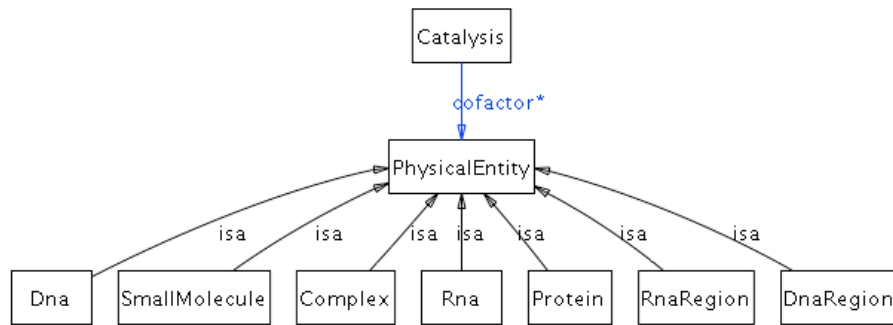 Catalysis
cofactor*
PhysicalEntity
isa isa isa isa isa isa isa
Dna SmallMolecule Complex Rna Protein RnaRegion DnaRegion